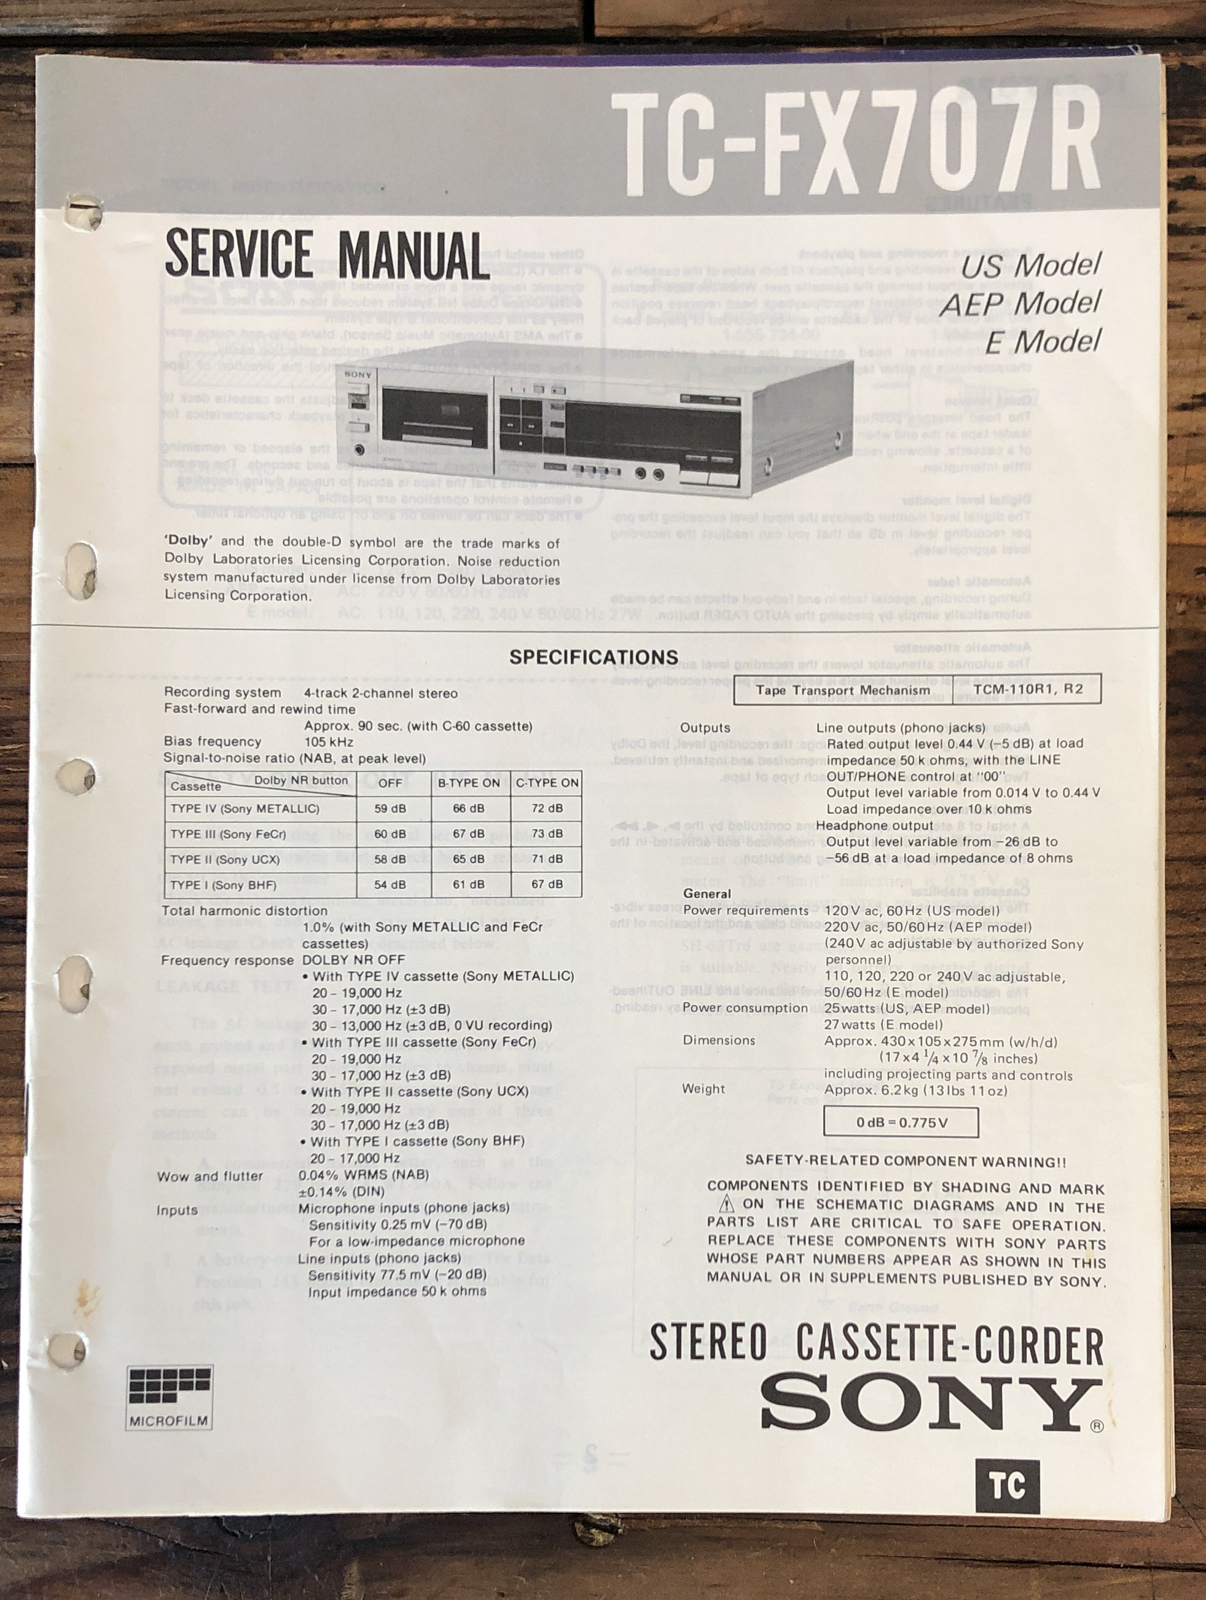 TC-FX707R
SERVICE MANUAL
US Model
AEP Model
E Model
SONY
'Dolby' and the double-D symbol are the trade marks of
Dolby Laboratories Licensing Corporation. Noise reduction
system manufactured under license from Dolby Laboratories
Licensing Corporation.
SPECIFICATIONS
Recording system 4-track 2-channel stereo
Fast-forward and rewind time
Approx. 90 sec. (with C-60 cassette)
Bias frequency 105 kHz
Signal-to-noise ratio (NAB, at peak level)
Cassette Dolby NR button OFF B-TYPE ON C-TYPE ON
TYPE IV (Sony METALLIC) 59 dB 66 dB 72 dB
TYPE III (Sony FeCr) 60 dB 67 dB 73 dB
TYPE II (Sony UCX) 58 dB 65 dB 71 dB
TYPE I (Sony BHF) 54 dB 61 dB 67 dB
Total harmonic distortion
1.0% (with Sony METALLIC and FeCr
cassettes)
Frequency response DOLBY NR OFF
• With TYPE IV cassette (Sony METALLIC)
20 – 19,000 Hz
30 – 17,000 Hz (±3 dB)
30 – 13,000 Hz (±3 dB, 0 VU recording)
• With TYPE III cassette (Sony FeCr)
20 – 19,000 Hz
30 – 17,000 Hz (±3 dB)
• With TYPE II cassette (Sony UCX)
20 – 19,000 Hz
30 – 17,000 Hz (±3 dB)
• With TYPE I cassette (Sony BHF)
20 – 17,000 Hz
Wow and flutter 0.04% WRMS (NAB)
±0.14% (DIN)
Inputs Microphone inputs (phone jacks)
Sensitivity 0.25 mV (−70 dB)
For a low-impedance microphone
Line inputs (phono jacks)
Sensitivity 77.5 mV (−20 dB)
Input impedance 50 k ohms
Tape Transport Mechanism TCM-110R1, R2
Outputs Line outputs (phono jacks)
Rated output level 0.44 V (−5 dB) at load
impedance 50 k ohms, with the LINE
OUT/PHONE control at "00"
Output level variable from 0.014 V to 0.44 V
Load impedance over 10 k ohms
Headphone output
Output level variable from −26 dB to
−56 dB at a load impedance of 8 ohms
General
Power requirements 120 V ac, 60 Hz (US model)
220 V ac, 50/60 Hz (AEP model)
(240 V ac adjustable by authorized Sony
personnel)
110, 120, 220 or 240 V ac adjustable,
50/60 Hz (E model)
Power consumption 25 watts (US, AEP model)
27 watts (E model)
Dimensions Approx. 430 x 105 x 275 mm (w/h/d)
(17 x 4 1/4 x 10 7/8 inches)
including projecting parts and controls
Weight Approx. 6.2 kg (13 lbs 11 oz)
0 dB = 0.775 V
SAFETY-RELATED COMPONENT WARNING!!
COMPONENTS IDENTIFIED BY SHADING AND MARK
⚠ ON THE SCHEMATIC DIAGRAMS AND IN THE
PARTS LIST ARE CRITICAL TO SAFE OPERATION.
REPLACE THESE COMPONENTS WITH SONY PARTS
WHOSE PART NUMBERS APPEAR AS SHOWN IN THIS
MANUAL OR IN SUPPLEMENTS PUBLISHED BY SONY.
STEREO CASSETTE-CORDER
SONY®
MICROFILM
TC